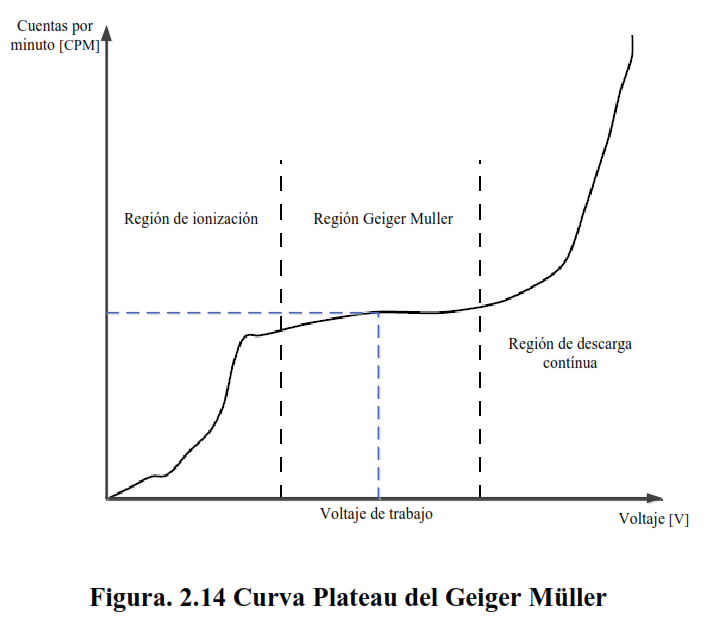 Cuentas por
minuto [CPM]
Región de ionización
Región Geiger Muller
Región de descarga
contínua
Voltaje de trabajo
Voltaje [V]
Figura. 2.14 Curva Plateau del Geiger Müller